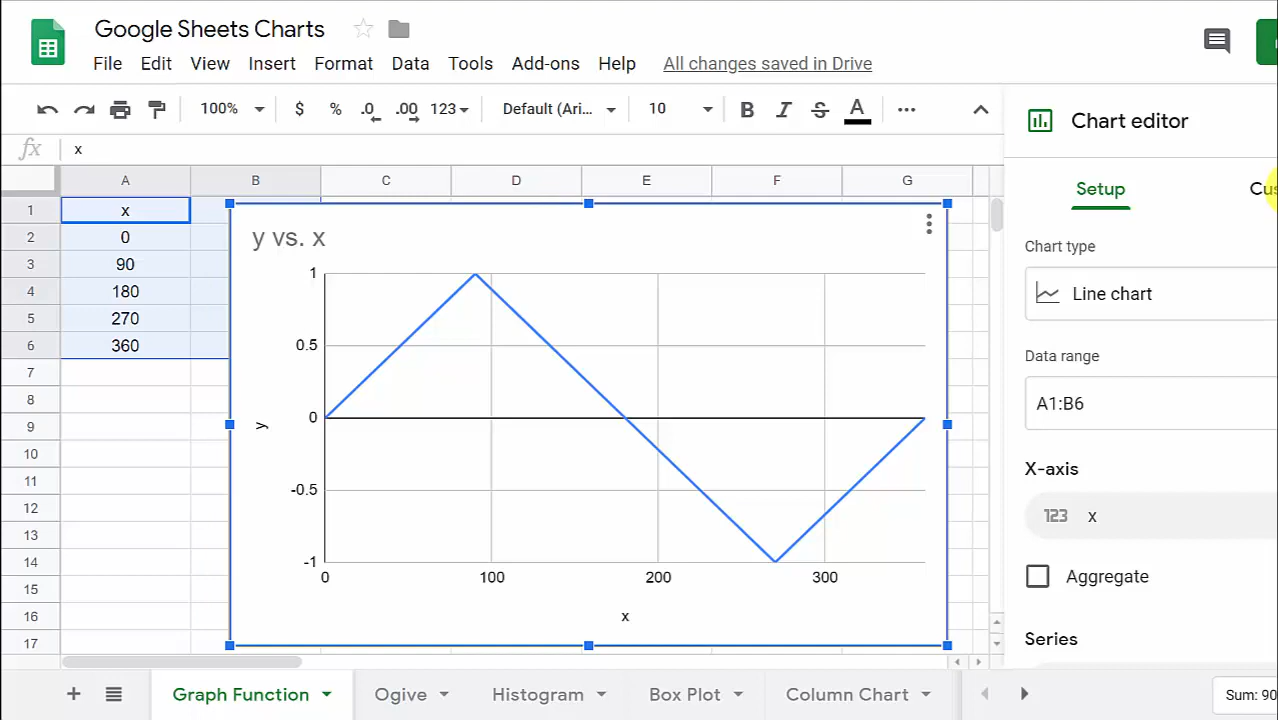 Google Sheets Charts
File Edit View Insert Format Data Tools Add-ons Help All changes saved in Drive
100% $ % .0 .00 123 Default (Ari... 10 B I S A
fx x
A B C D E F G
1 x
2 0
3 90
4 180
5 270
6 360
7
8
9
10
11
12
13
14
15
16
17
y vs. x
1
0.5
0
-0.5
-1
y
0 100 200 300
x
Chart editor
Setup Cus
Chart type
Line chart
Data range
A1:B6
X-axis
123 x
Aggregate
Series
Graph Function Ogive Histogram Box Plot Column Chart Sum: 90